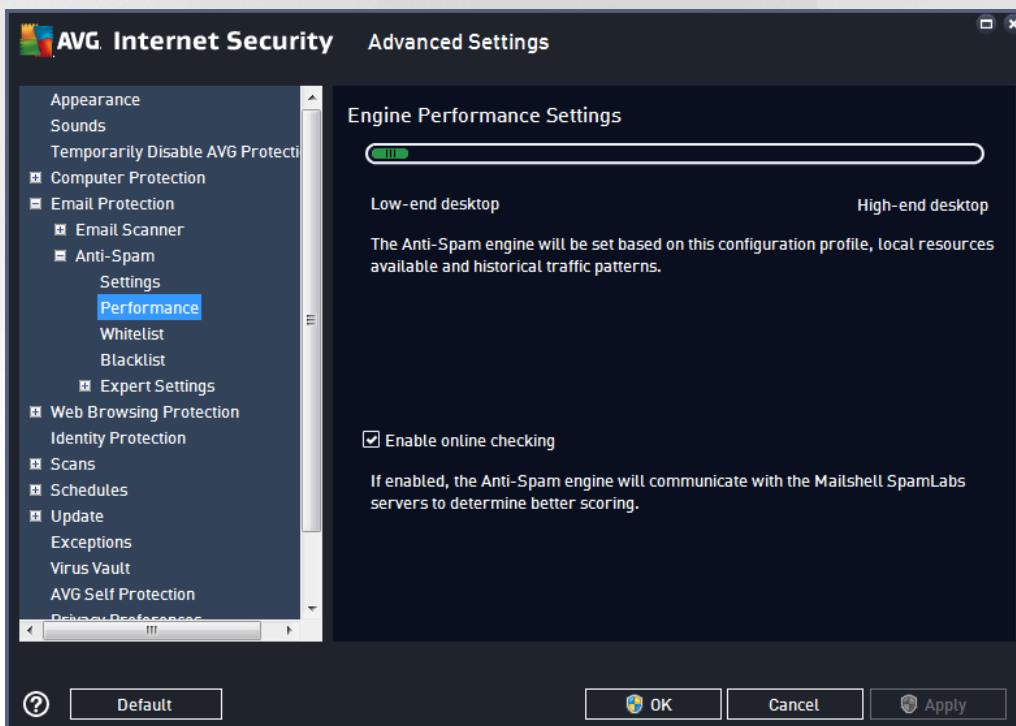 AVG Internet Security Advanced Settings
Appearance
Sounds
Temporarily Disable AVG Protecti
Computer Protection
Email Protection
Email Scanner
Anti-Spam
Settings
Performance
Whitelist
Blacklist
Expert Settings
Web Browsing Protection
Identity Protection
Scans
Schedules
Update
Exceptions
Virus Vault
AVG Self Protection
Privacy Preferences
Engine Performance Settings
Low-end desktop
High-end desktop
The Anti-Spam engine will be set based on this configuration profile, local resources
available and historical traffic patterns.
Enable online checking
If enabled, the Anti-Spam engine will communicate with the Mailshell SpamLabs
servers to determine better scoring.
Default
OK
Cancel
Apply